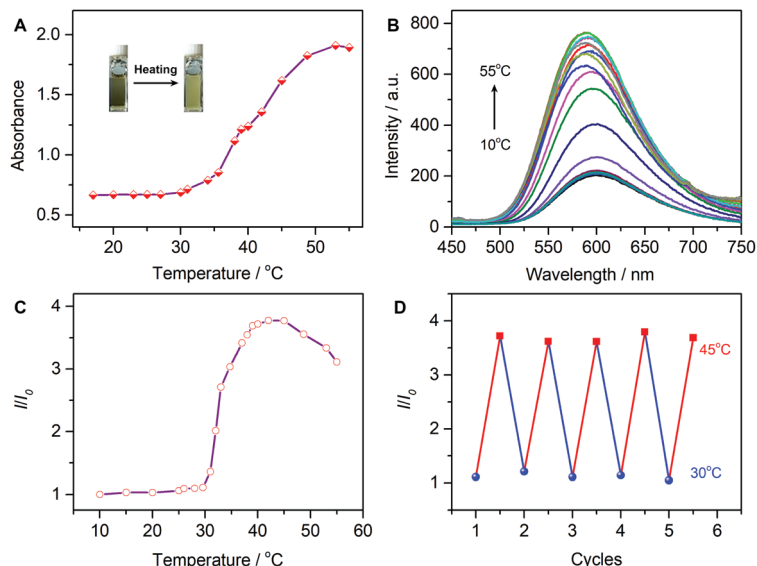 A
Absorbance
2.0
1.5
1.0
0.5
Heating
20 30 40 50
Temperature / °C
B
Intensity / a.u.
800
600
400
200
0
55°C
10°C
450 500 550 600 650 700 750
Wavelength / nm
C
I/I0
4
3
2
1
0 10 20 30 40 50 60
Temperature / °C
D
I/I0
4
3
2
1
45°C
30°C
1 2 3 4 5 6
Cycles